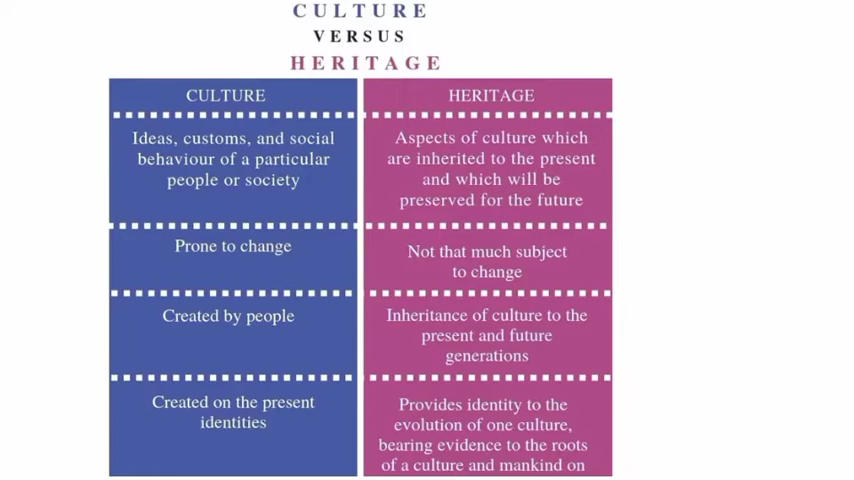 CULTURE
VERSUS
HERITAGE
CULTURE
Ideas, customs, and social
behaviour of a particular
people or society
Prone to change
Created by people
Created on the present
identities
HERITAGE
Aspects of culture which
are inherited to the present
and which will be
preserved for the future
Not that much subject
to change
Inheritance of culture to the
present and future
generations
Provides identity to the
evolution of one culture,
bearing evidence to the roots
of a culture and mankind on